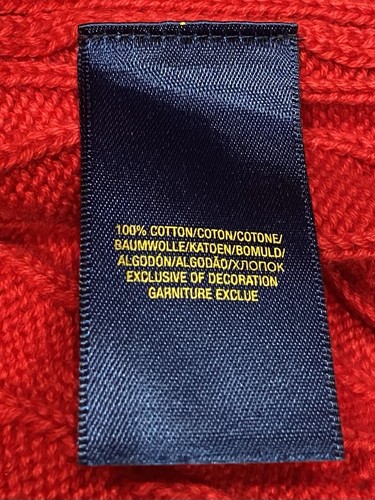 100% COTTON/COTON/COTONE/
BAUMWOLLE/KATOEN/BOMULD/
ALGODÓN/ALGODÃO/ХЛОПОК
EXCLUSIVE OF DECORATION
GARNITURE EXCLUE